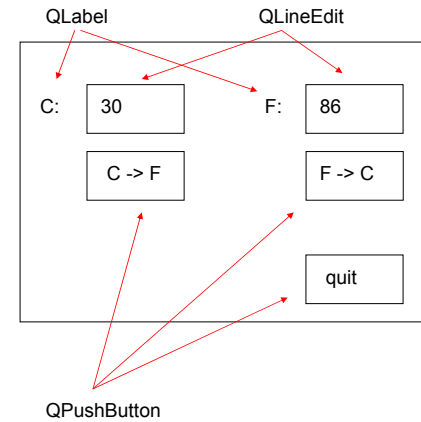 QLabel QLineEdit
C: 30 F: 86
C -> F F -> C
quit
QPushButton